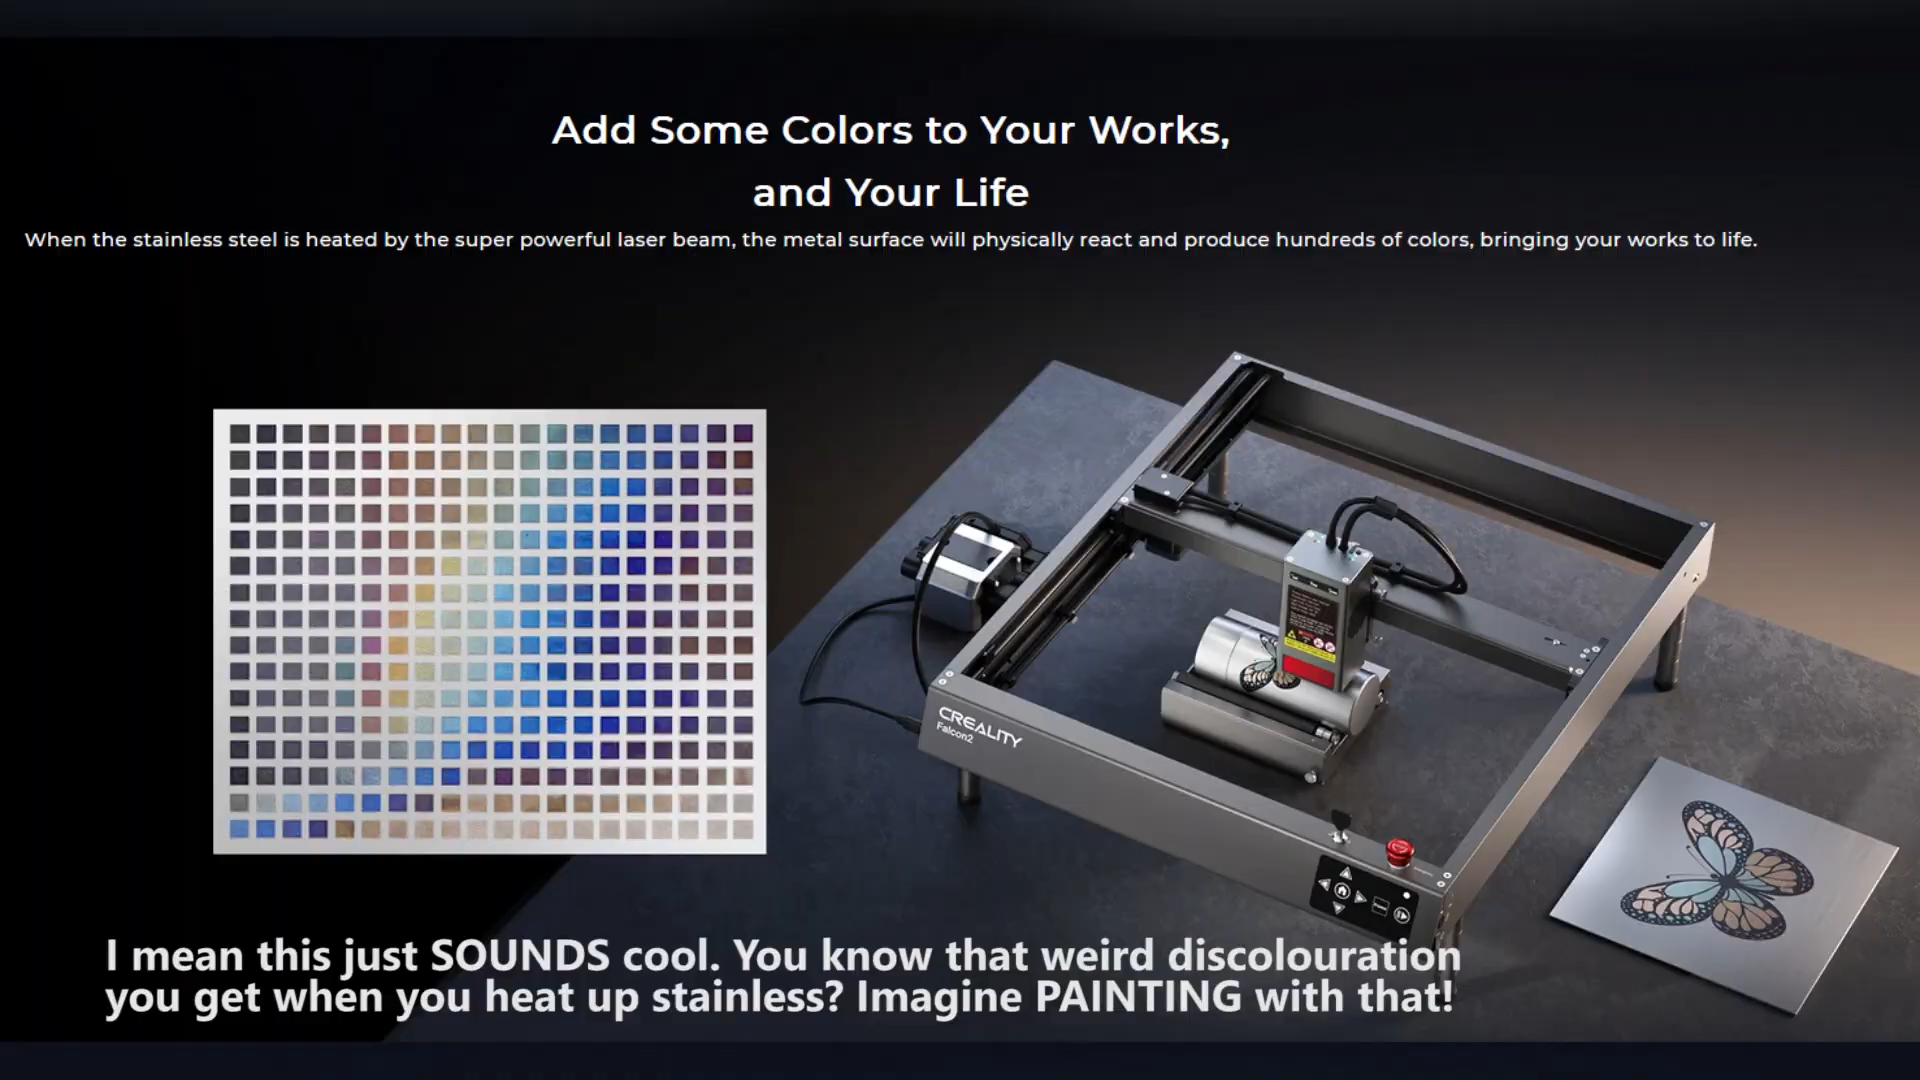 Add Some Colors to Your Works,
and Your Life
When the stainless steel is heated by the super powerful laser beam, the metal surface will physically react and produce hundreds of colors, bringing your works to life.
CREALITY
Falcon2
I mean this just SOUNDS cool. You know that weird discolouration
you get when you heat up stainless? Imagine PAINTING with that!